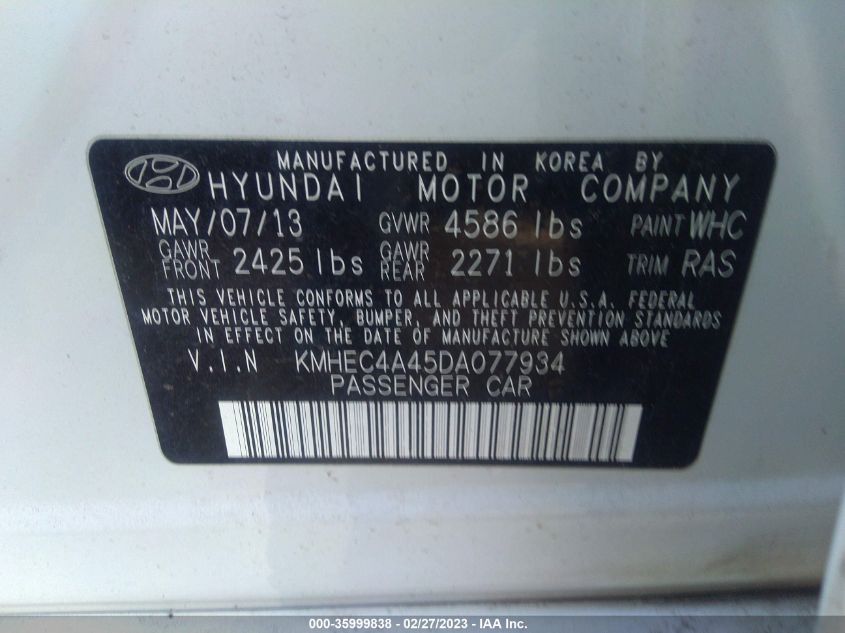 MANUFACTURED IN KOREA BY
HYUNDAI MOTOR COMPANY
MAY/07/13 GVWR 4586 lbs PAINT WHC
GAWR FRONT 2425 lbs GAWR REAR 2271 lbs TRIM RAS
THIS VEHICLE CONFORMS TO ALL APPLICABLE U.S.A. FEDERAL
MOTOR VEHICLE SAFETY, BUMPER, AND THEFT PREVENTION STANDARDS
IN EFFECT ON THE DATE OF MANUFACTURE SHOWN ABOVE
V.I.N KMHEC4A45DA077934
PASSENGER CAR
000-35999838 - 02/27/2023 - IAA Inc.